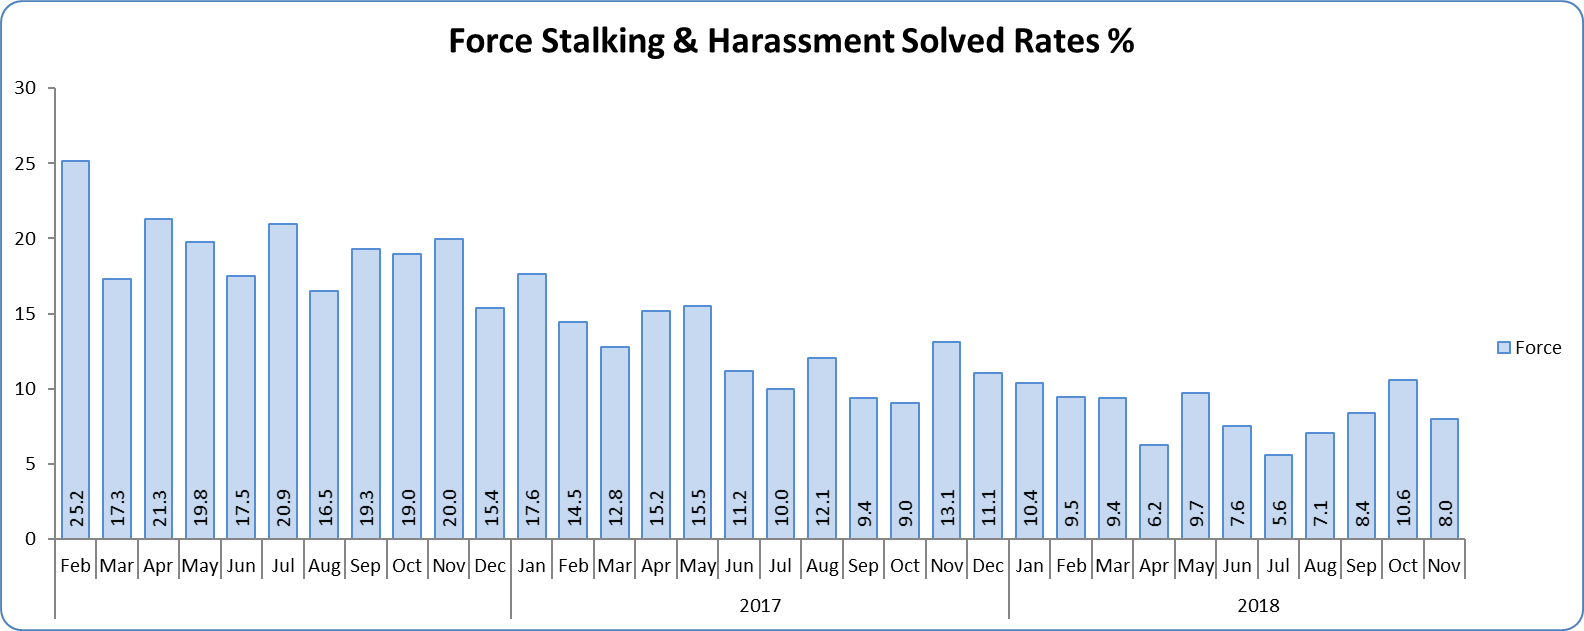 Force Stalking & Harassment Solved Rates %
30
25
20
15
10
5
0
25.2 17.3 21.3 19.8 17.5 20.9 16.5 19.3 19.0 20.0 15.4 17.6 14.5 12.8 15.2 15.5 11.2 10.0 12.1 9.4 9.0 13.1 11.1 10.4 9.5 9.4 6.2 9.7 7.6 5.6 7.1 8.4 10.6 8.0
Feb Mar Apr May Jun Jul Aug Sep Oct Nov Dec Jan Feb Mar Apr May Jun Jul Aug Sep Oct Nov Dec Jan Feb Mar Apr May Jun Jul Aug Sep Oct Nov
2017 2018
Force